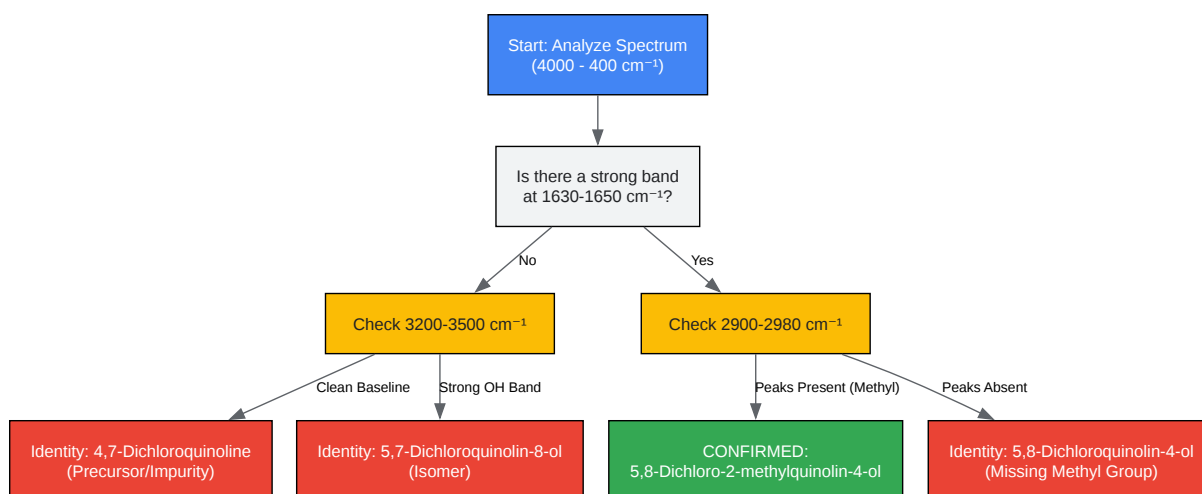 Start: Analyze Spectrum
(4000 - 400 cm⁻¹)
Is there a strong band
at 1630-1650 cm⁻¹?
No
Yes
Check 3200-3500 cm⁻¹
Check 2900-2980 cm⁻¹
Clean Baseline
Strong OH Band
Peaks Present (Methyl)
Peaks Absent
Identity: 4,7-Dichloroquinoline
(Precursor/Impurity)
Identity: 5,7-Dichloroquinolin-8-ol
(Isomer)
CONFIRMED:
5,8-Dichloro-2-methylquinolin-4-ol
Identity: 5,8-Dichloroquinolin-4-ol
(Missing Methyl Group)